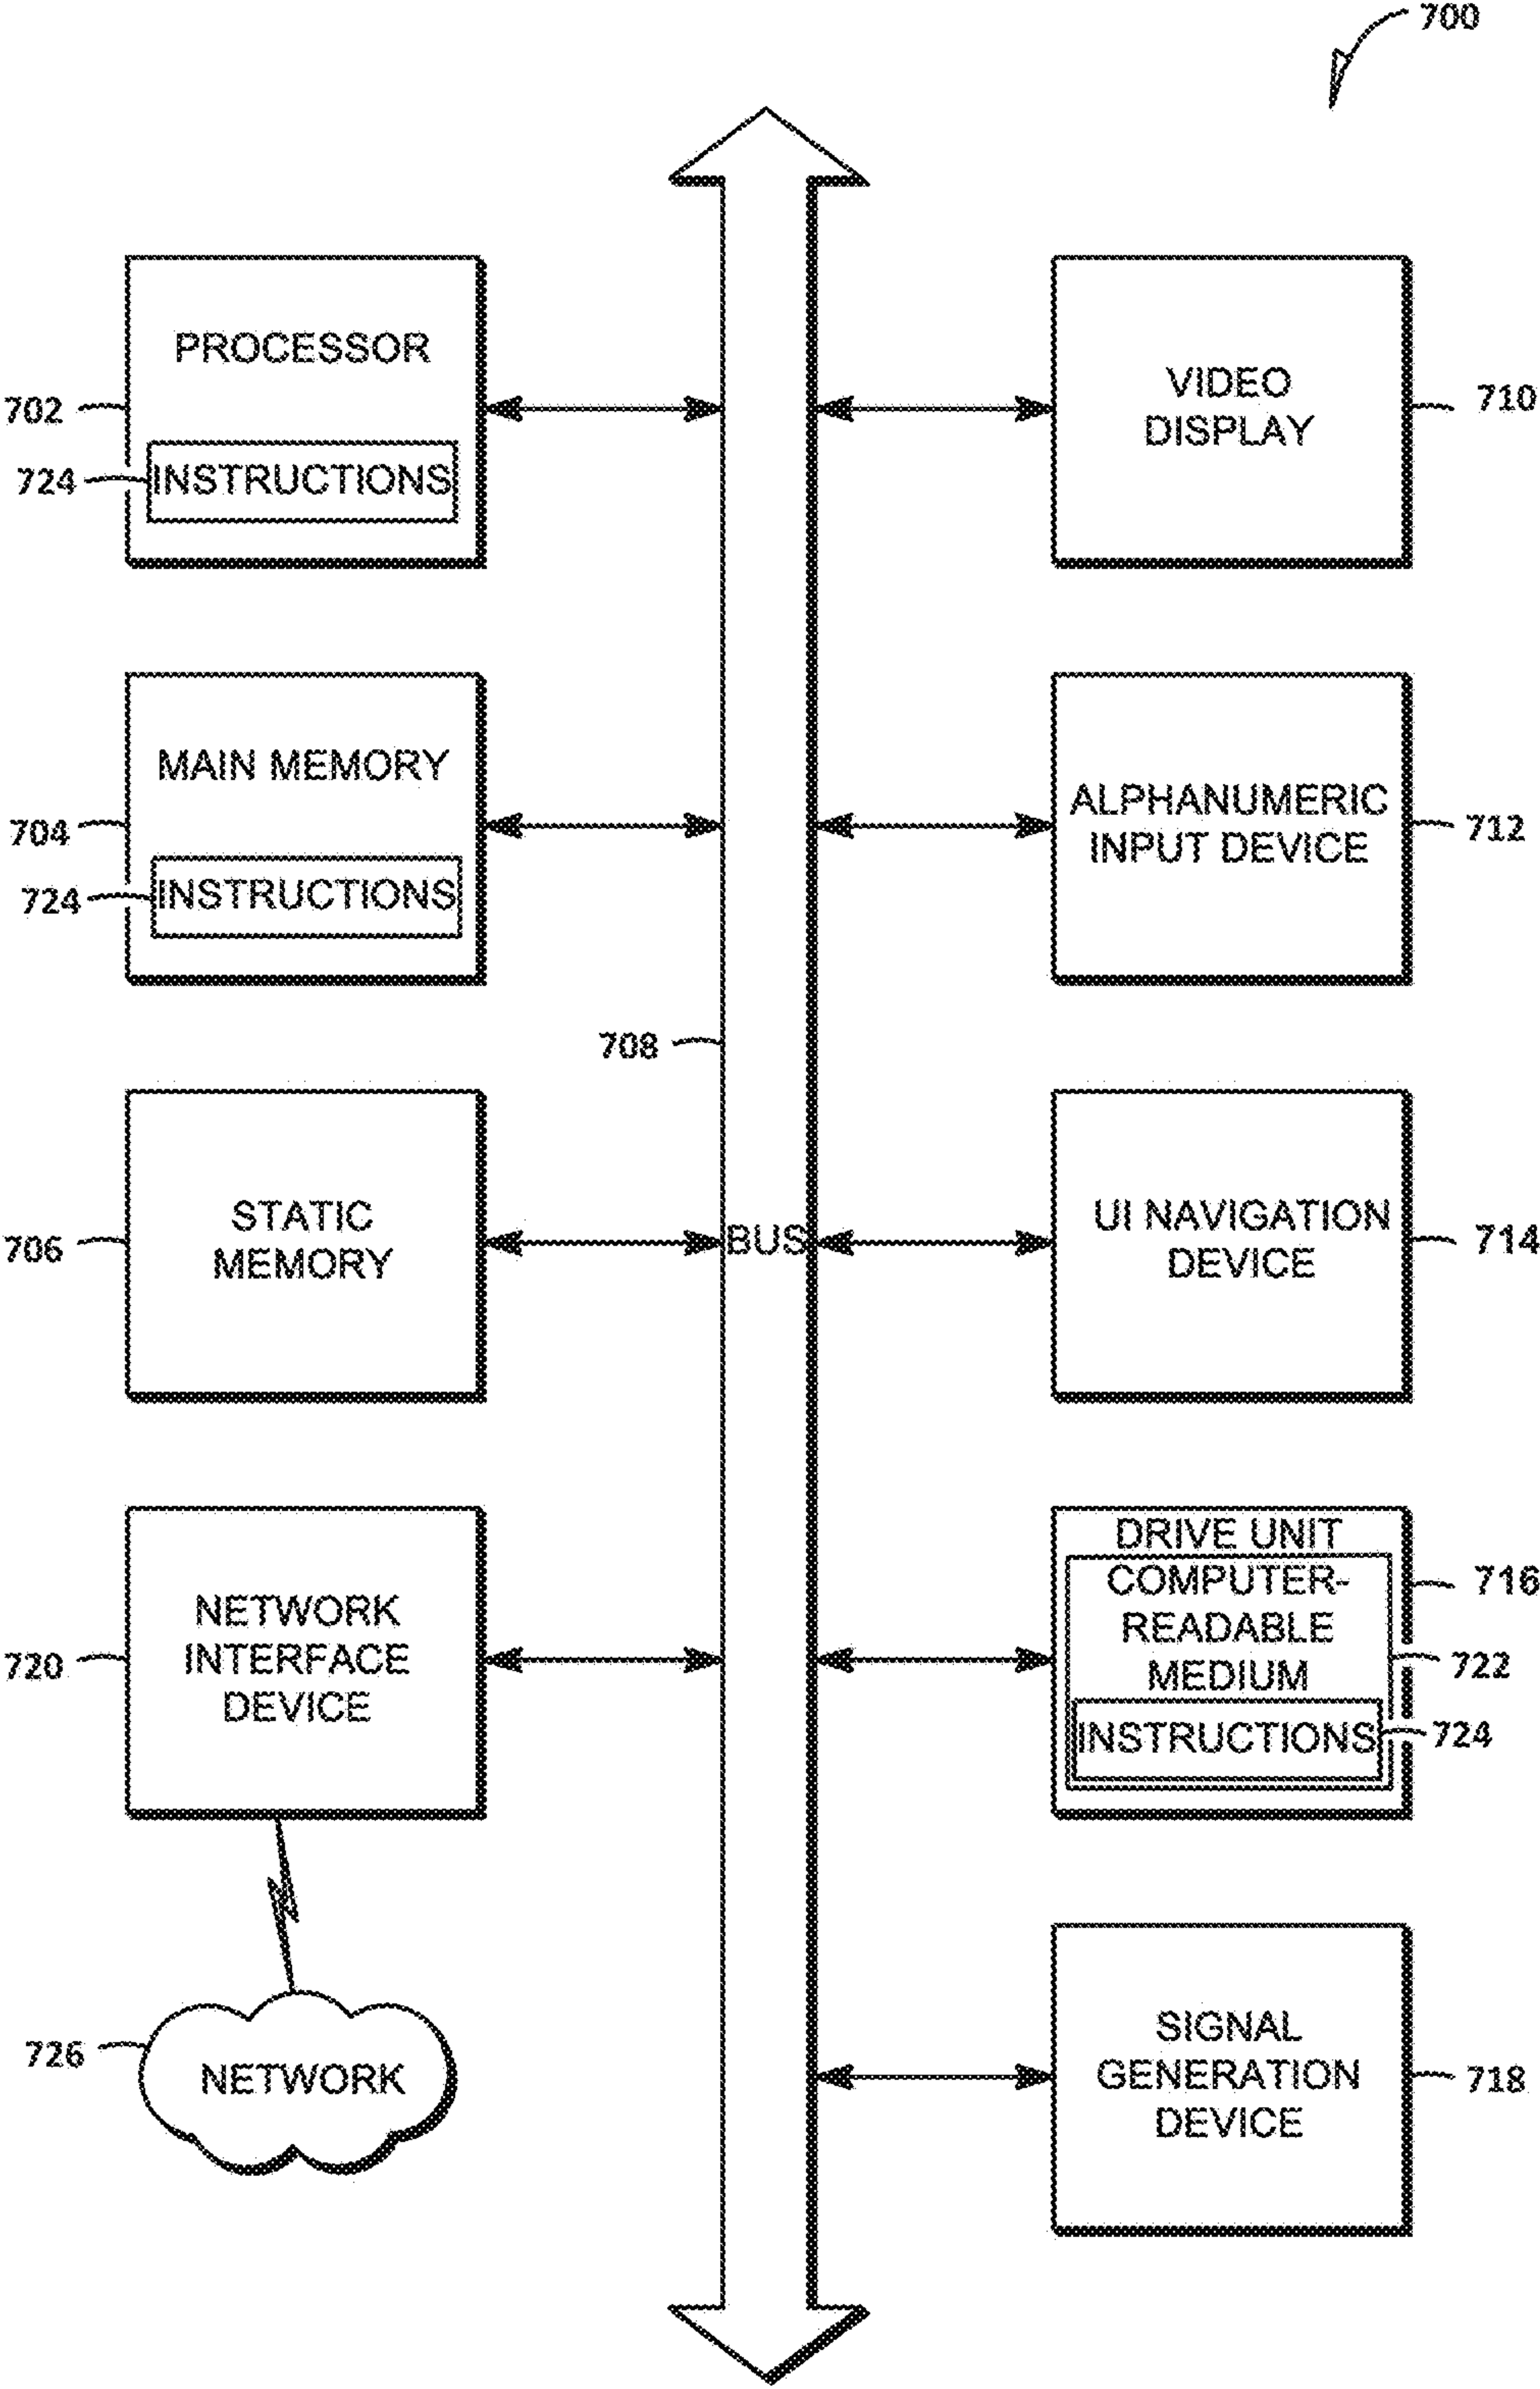 700
PROCESSOR
702
724
INSTRUCTIONS
MAIN MEMORY
704
724
INSTRUCTIONS
708
STATIC
MEMORY
706
BUS
NETWORK
INTERFACE
DEVICE
720
726
NETWORK
VIDEO
DISPLAY
710
ALPHANUMERIC
INPUT DEVICE
712
UI NAVIGATION
DEVICE
714
DRIVE UNIT
COMPUTER-
READABLE
MEDIUM
716
722
INSTRUCTIONS
724
SIGNAL
GENERATION
DEVICE
718